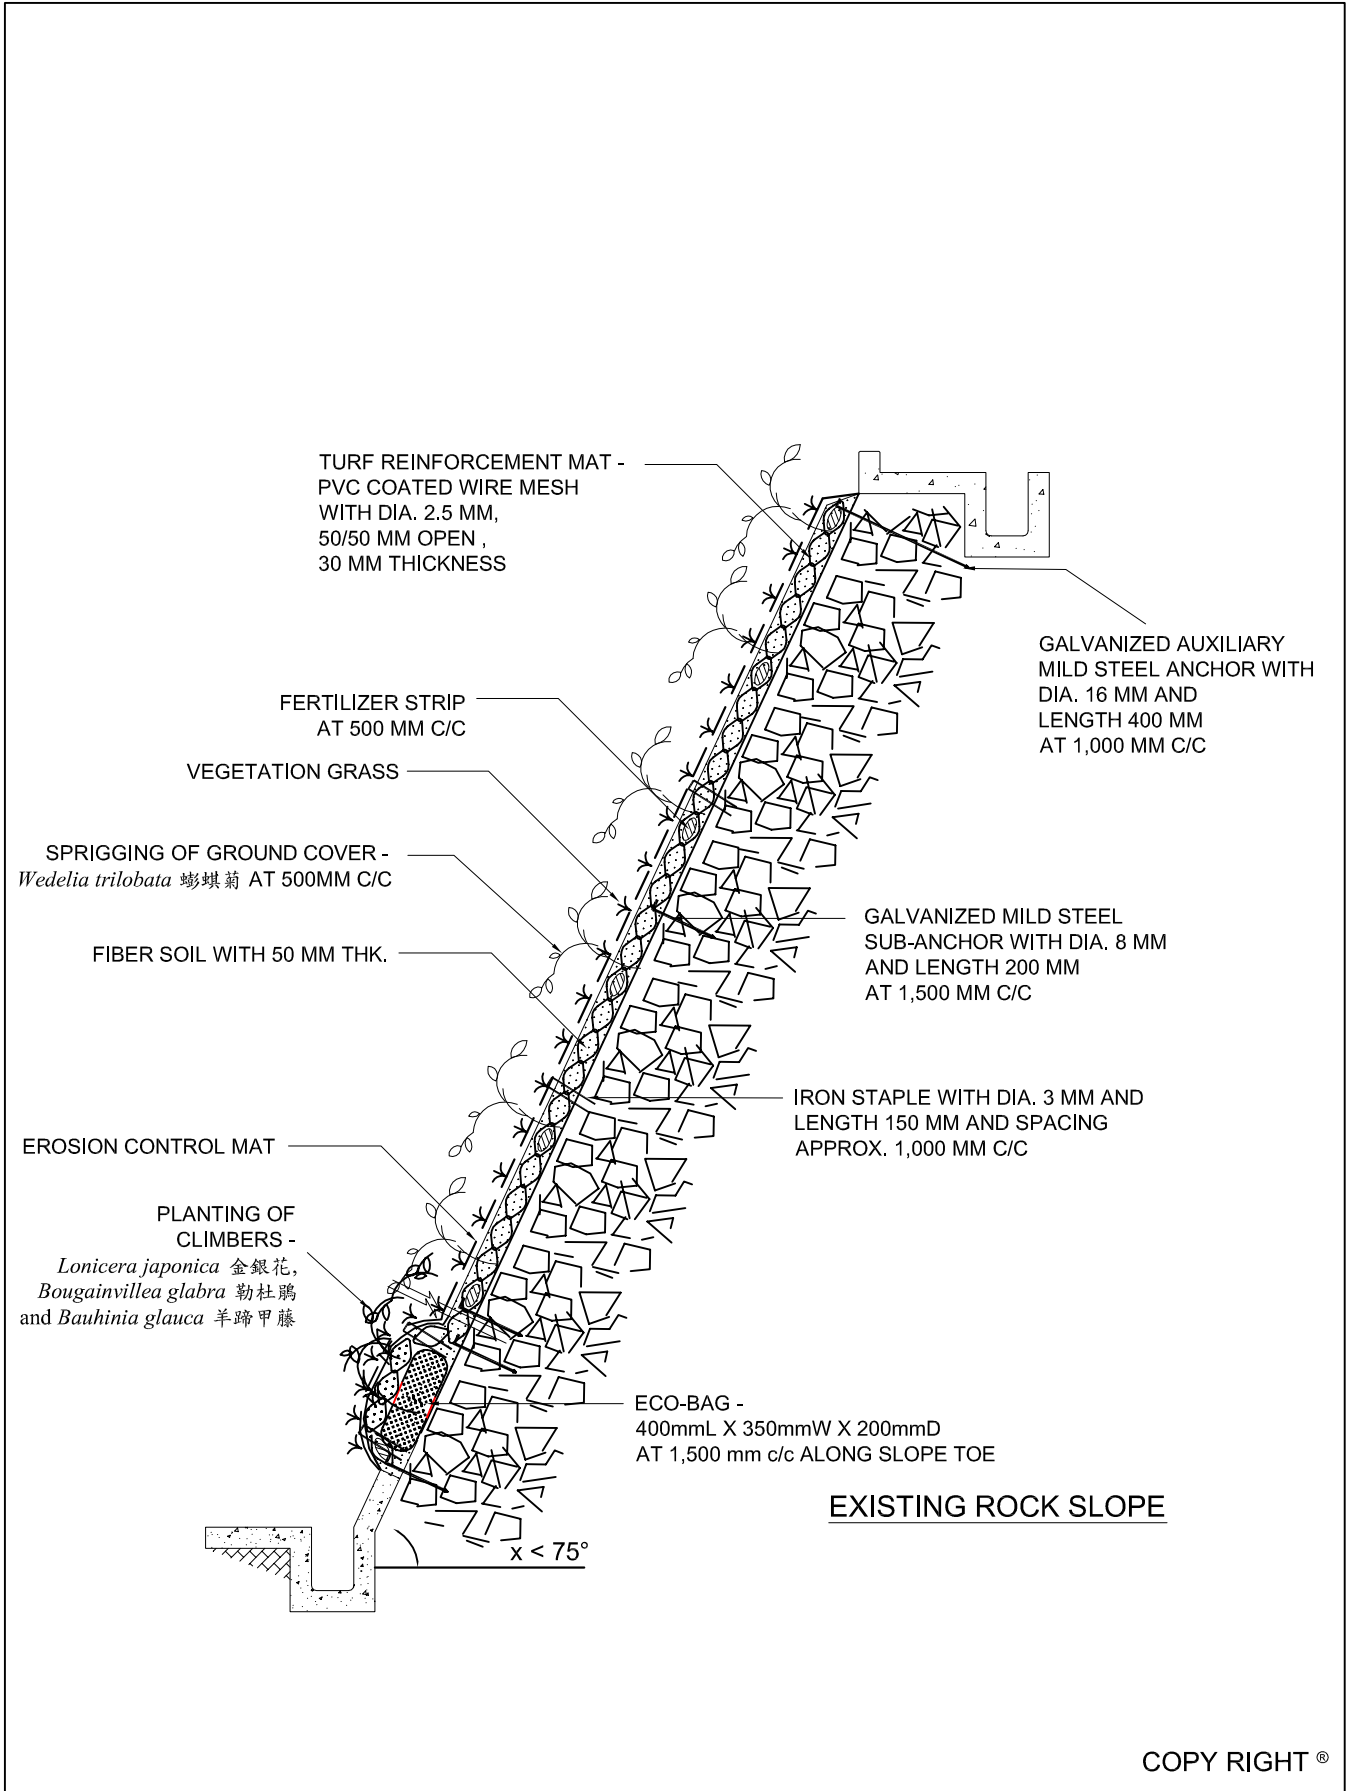 TURF REINFORCEMENT MAT -
PVC COATED WIRE MESH
WITH DIA. 2.5 MM,
50/50 MM OPEN ,
30 MM THICKNESS
GALVANIZED AUXILIARY
MILD STEEL ANCHOR WITH
DIA. 16 MM AND
LENGTH 400 MM
AT 1,000 MM C/C
FERTILIZER STRIP
AT 500 MM C/C
VEGETATION GRASS
SPRIGGING OF GROUND COVER -
Wedelia trilobata 蟛蜞菊 AT 500MM C/C
GALVANIZED MILD STEEL
SUB-ANCHOR WITH DIA. 8 MM
AND LENGTH 200 MM
AT 1,500 MM C/C
FIBER SOIL WITH 50 MM THK.
IRON STAPLE WITH DIA. 3 MM AND
LENGTH 150 MM AND SPACING
APPROX. 1,000 MM C/C
EROSION CONTROL MAT
PLANTING OF
CLIMBERS -
Lonicera japonica 金銀花,
Bougainvillea glabra 勒杜鵑
and Bauhinia glauca 羊蹄甲藤
ECO-BAG -
400mmL X 350mmW X 200mmD
AT 1,500 mm c/c ALONG SLOPE TOE
EXISTING ROCK SLOPE
x < 75°
COPY RIGHT ®